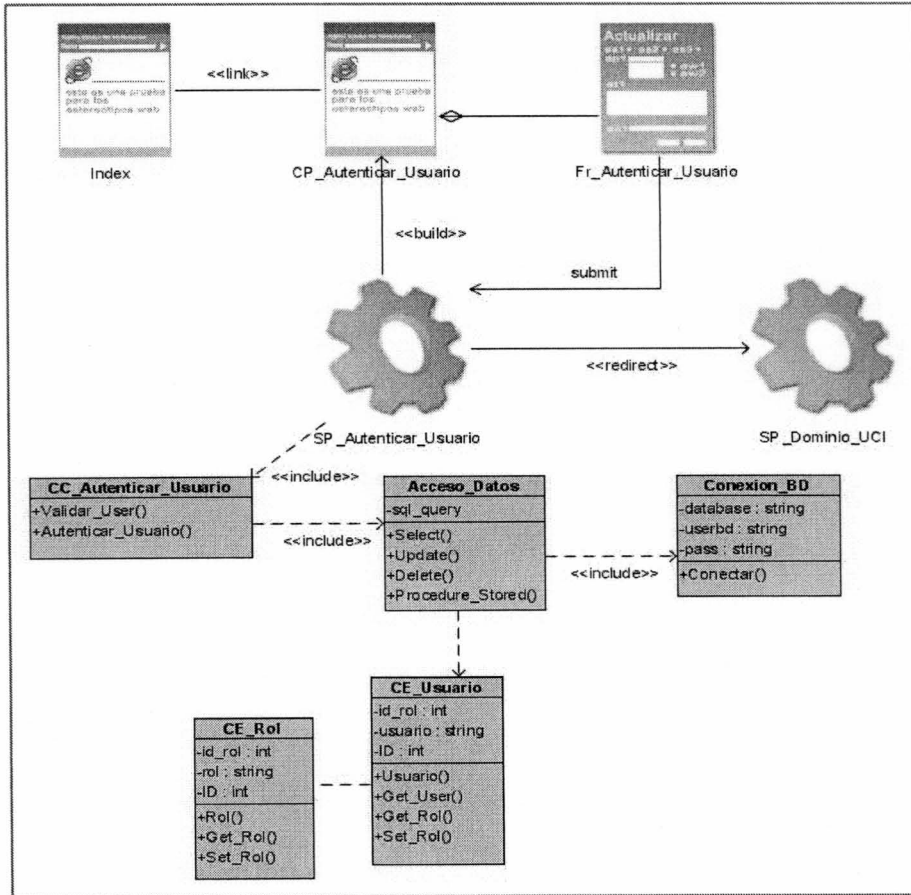 <<link>>
este es una prueba
para los
estereotipos web
este es una prueba
para los
estereotipos web
Actualizar
Index
CP_Autenticar_Usuario
Fr_Autenticar_Usuario
<<build>>
submit
<<redirect>>
SP_Autenticar_Usuario
SP_Dominio_UCI
<<include>>
CC_Autenticar_Usuario
+Validar_User()
+Autenticar_Usuario()
<<include>>
Acceso_Datos
-sql_query
+Select()
+Update()
+Delete()
+Procedure_Stored()
<<include>>
Conexion_BD
-database : string
-userbd : string
-pass : string
+Conectar()
CE_Rol
-id_rol : int
-rol : string
-ID : int
+Rol()
+Get_Rol()
+Set_Rol()
CE_Usuario
-id_rol : int
-usuario : string
-ID : int
+Usuario()
+Get_User()
+Get_Rol()
+Set_Rol()